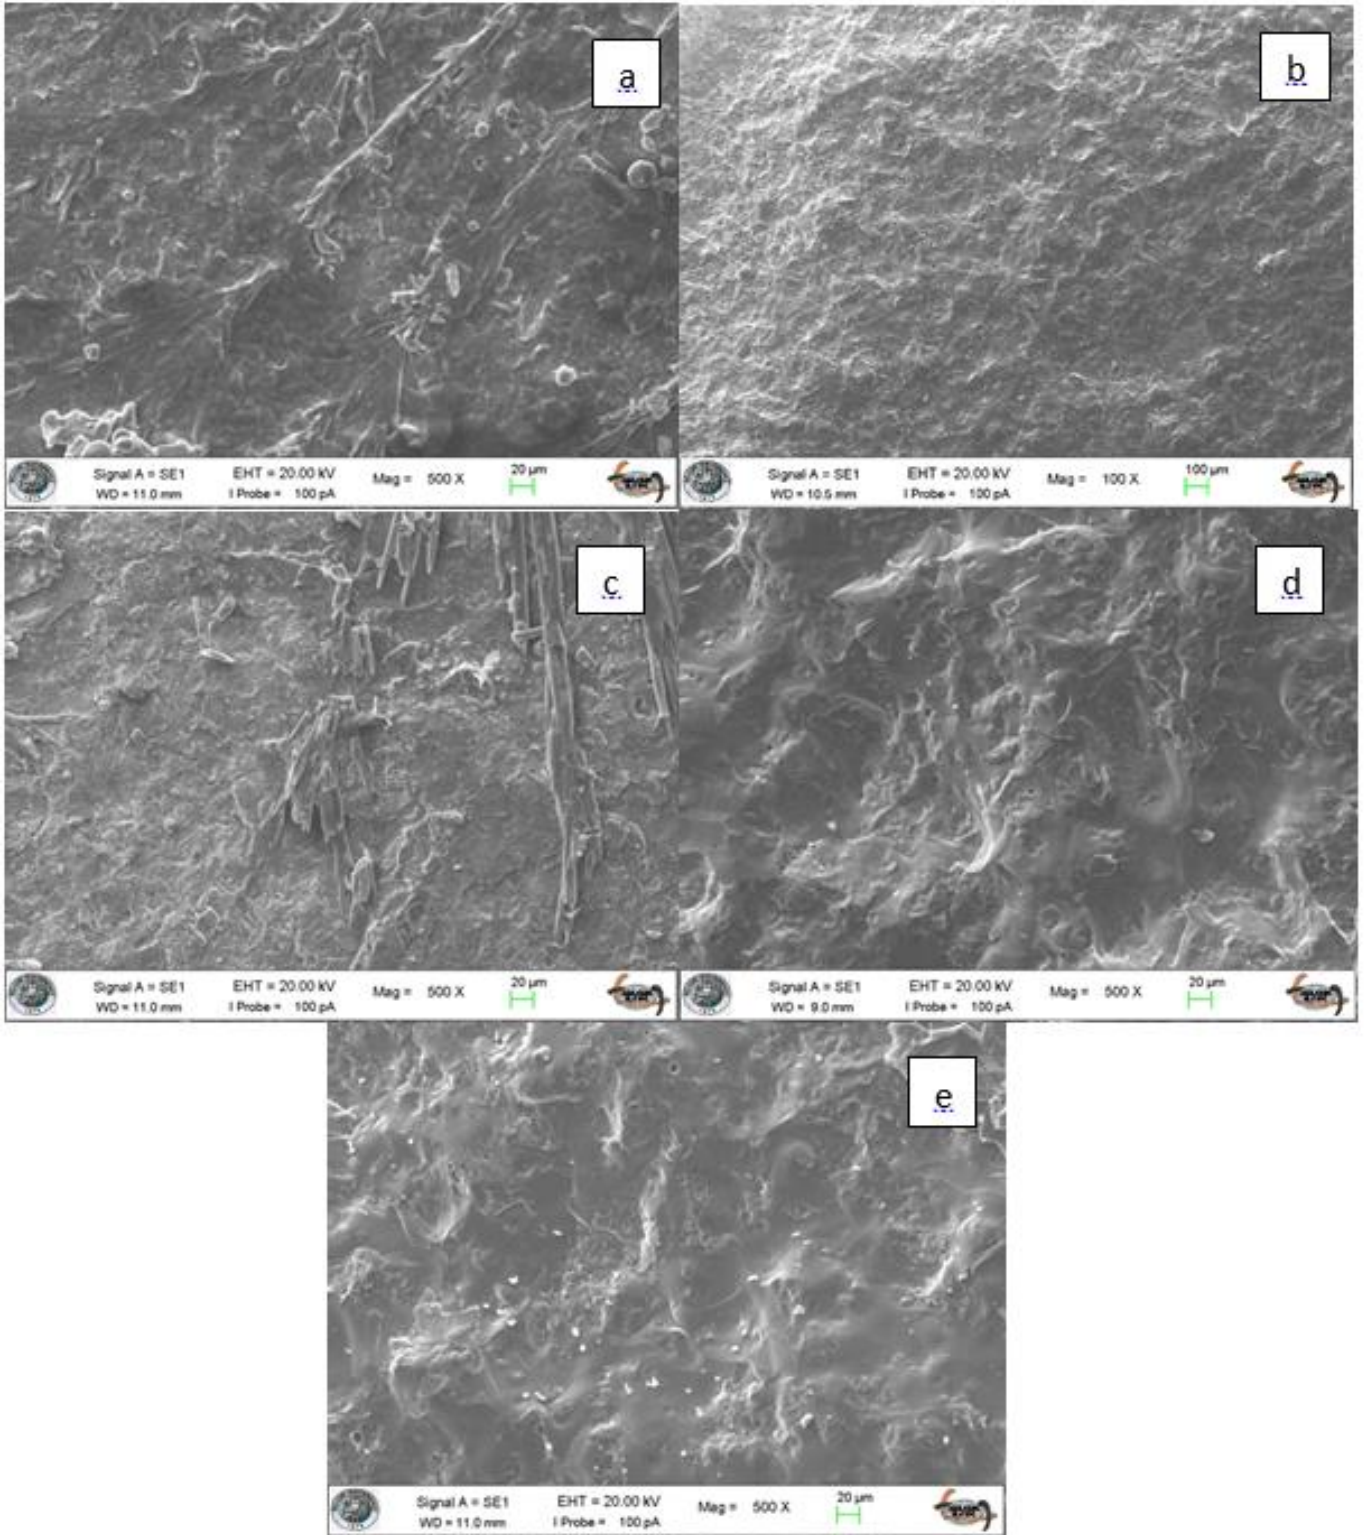 a
b
Signal A = SE1 EHT = 20.00 kV Mag = 500 X 20 µm
WD = 11.0 mm I Probe = 100 pA
Signal A = SE1 EHT = 20.00 kV Mag = 100 X 100 µm
WD = 10.5 mm I Probe = 100 pA
c
d
Signal A = SE1 EHT = 20.00 kV Mag = 500 X 20 µm
WD = 11.0 mm I Probe = 100 pA
Signal A = SE1 EHT = 20.00 kV Mag = 500 X 20 µm
WD = 9.0 mm I Probe = 100 pA
e
Signal A = SE1 EHT = 20.00 kV Mag = 500 X 20 µm
WD = 11.0 mm I Probe = 100 pA